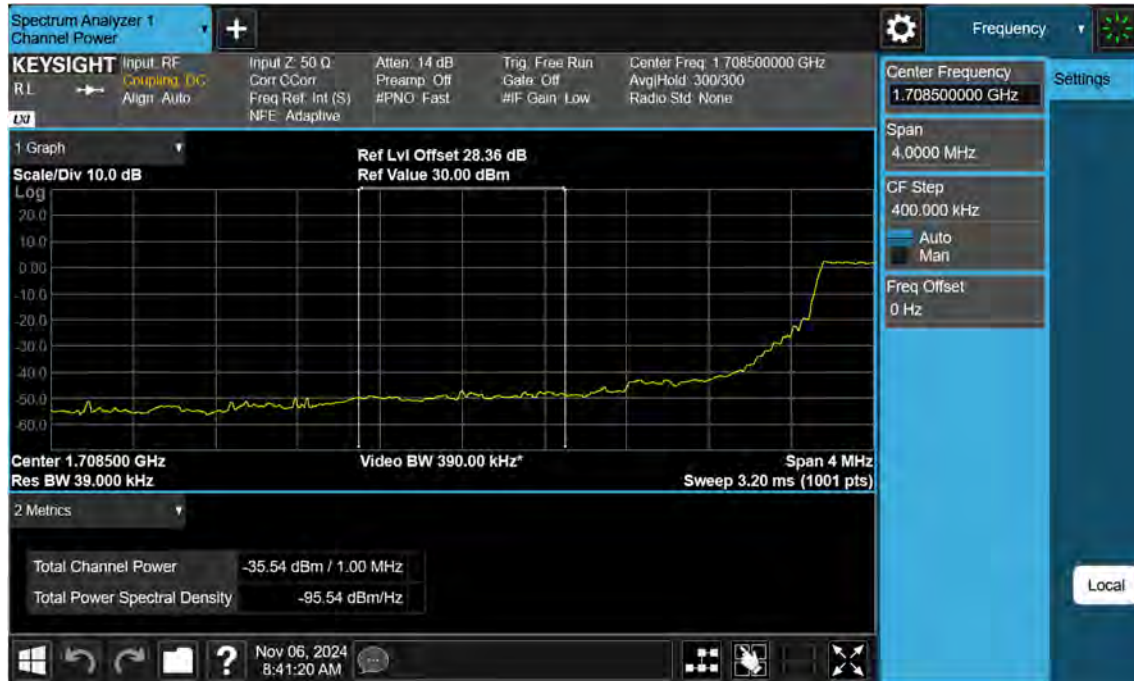 Spectrum Analyzer 1
Channel Power
Frequency
KEYSIGHT
RL
LXI
Input: RF
Coupling: DC
Align: Auto
Input Z: 50 Ω
Corr CCorr
Freq Ref: Int (S)
NFE: Adaptive
Atten: 14 dB
Preamp: Off
#PNO: Fast
Trig: Free Run
Gate: Off
#IF Gain: Low
Center Freq: 1.708500000 GHz
Avg|Hold: 300/300
Radio Std: None
Center Frequency
1.708500000 GHz
Settings
Span
4.0000 MHz
CF Step
400.000 kHz
Auto
Man
Freq Offset
0 Hz
1 Graph
Scale/Div 10.0 dB
Ref Lvl Offset 28.36 dB
Ref Value 30.00 dBm
Log
20.0
10.0
0.00
-10.0
-20.0
-30.0
-40.0
-50.0
-60.0
Center 1.708500 GHz
Video BW 390.00 kHz*
Span 4 MHz
Res BW 39.000 kHz
Sweep 3.20 ms (1001 pts)
2 Metrics
Total Channel Power
-35.54 dBm / 1.00 MHz
Total Power Spectral Density
-95.54 dBm/Hz
Local
?
Nov 06, 2024
8:41:20 AM